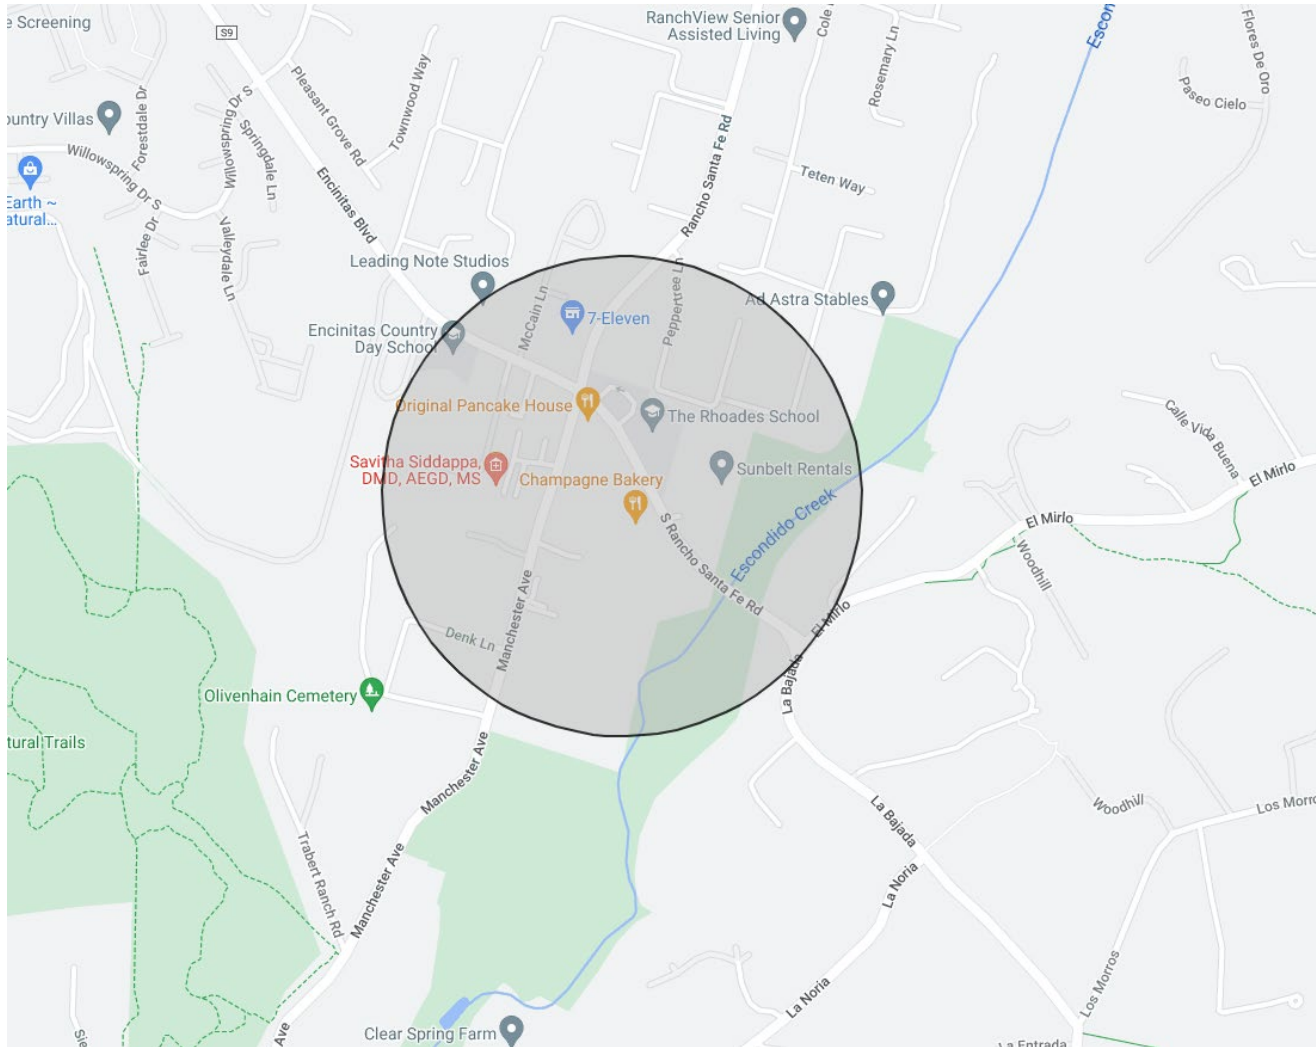 e Screening
S9
RanchView Senior
Assisted Living
Cole
Rosemary Ln
Flores De Oro
Pleasant Grove Rd
Townwood Way
Paseo Cielo
ountry Villas
Forestdale Dr
Willowspring Dr S
Springdale Ln
Willowspring Dr S
Rancho Santa Fe Rd
Teten Way
Earth ~
atural...
Encinitas Blvd
Fairlee Dr
Valleydale Ln
Leading Note Studios
McCain Ln
7-Eleven
Peppertree Ln
Ad Astra Stables
Encinitas Country
Day School
Original Pancake House
The Rhoades School
Calle Vida Buena
Savitha Siddappa,
DMD, AEGD, MS
Champagne Bakery
Sunbelt Rentals
El Mirlo
El Mirlo
Escondido Creek
S Rancho Santa Fe Rd
Woodhill
Manchester Ave
El Mirlo
Denk Ln
La Bajada
Olivenhain Cemetery
tural Trails
Manchester Ave
La Bajada
Woodhill
Los Morro
Trabert Ranch Rd
Manchester Ave
La Noria
Los Morros
La Noria
Clear Spring Farm
Ave
La Entrada